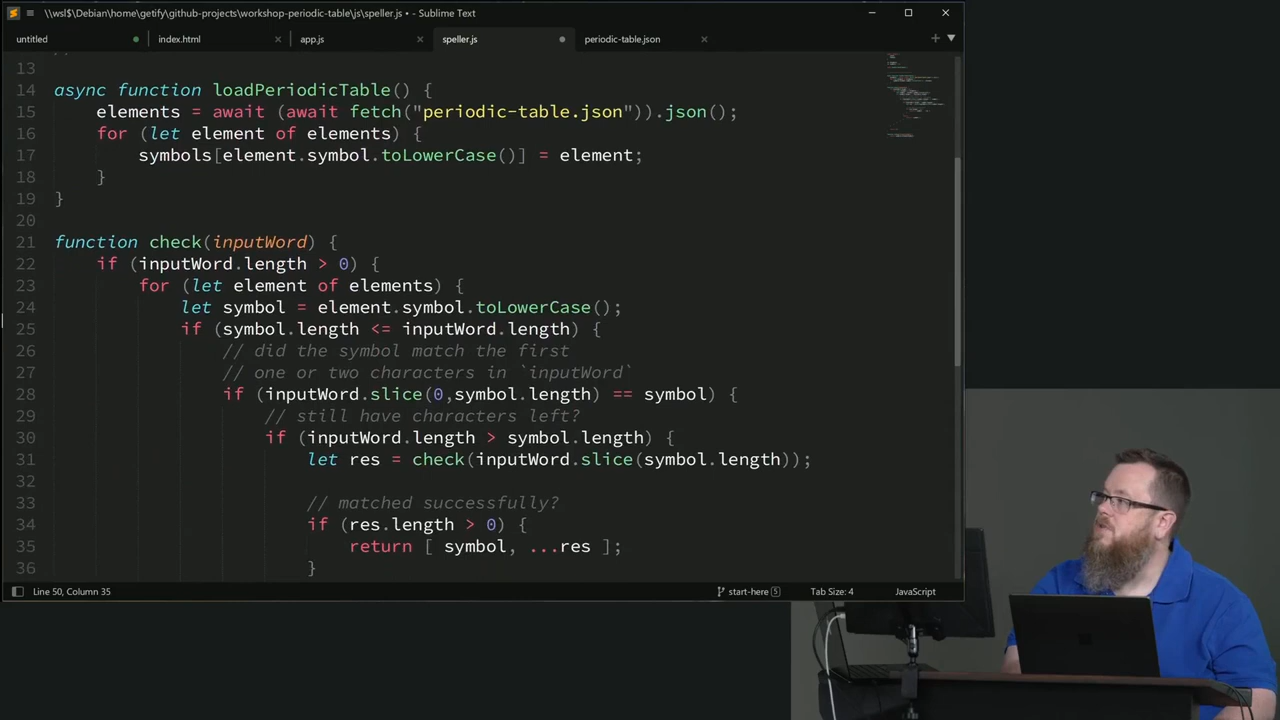 \\wsl$\Debian\home\getify\github-projects\workshop-periodic-table\js\speller.js • - Sublime Text
untitled
index.html
app.js
speller.js
periodic-table.json
13
14 async function loadPeriodicTable() {
15 elements = await (await fetch("periodic-table.json")).json();
16 for (let element of elements) {
17 symbols[element.symbol.toLowerCase()] = element;
18 }
19 }
20
21 function check(inputWord) {
22 if (inputWord.length > 0) {
23 for (let element of elements) {
24 let symbol = element.symbol.toLowerCase();
25 if (symbol.length <= inputWord.length) {
26 // did the symbol match the first
27 // one or two characters in `inputWord`
28 if (inputWord.slice(0,symbol.length) == symbol) {
29 // still have characters left?
30 if (inputWord.length > symbol.length) {
31 let res = check(inputWord.slice(symbol.length));
32
33 // matched successfully?
34 if (res.length > 0) {
35 return [ symbol, ...res ];
36 }
Line 50, Column 35
start-here 5
Tab Size: 4
JavaScript